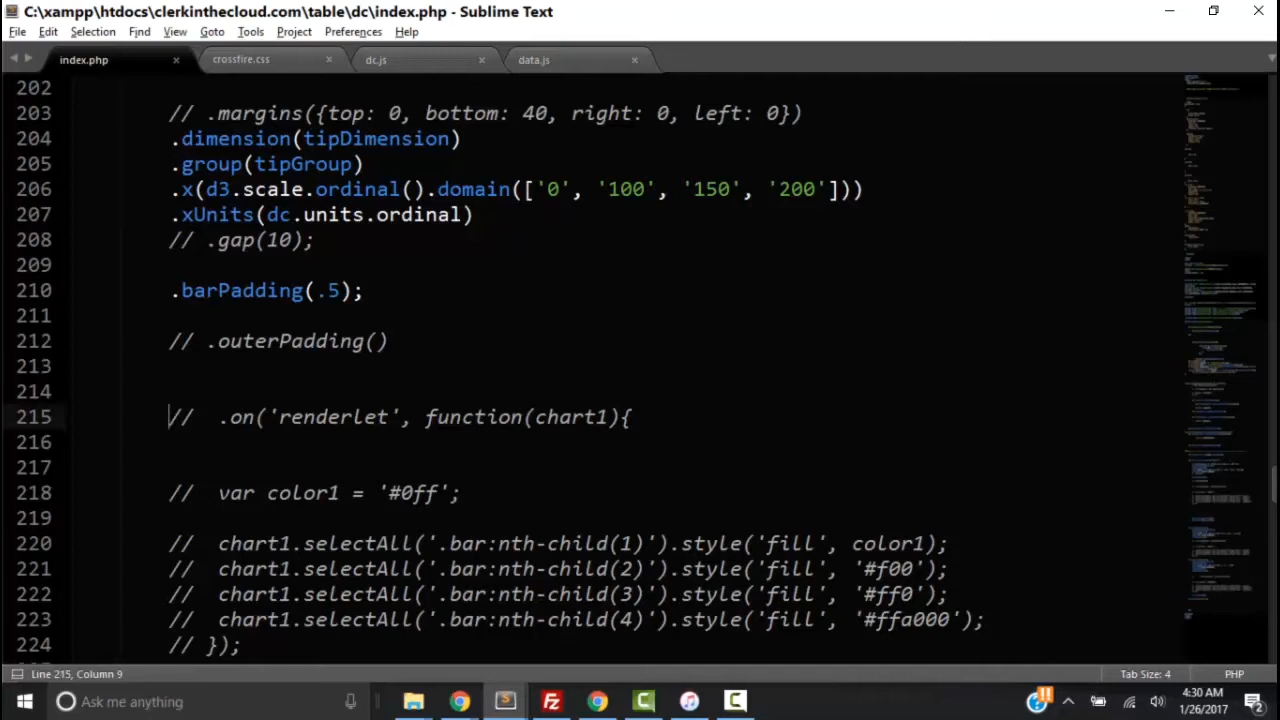 C:\xampp\htdocs\clerkinthecloud.com\table\dc\index.php - Sublime Text
File Edit Selection Find View Goto Tools Project Preferences Help
index.php crossfire.css dc.js data.js
202
203 // .margins({top: 0, bottom: 40, right: 0, left: 0})
204 .dimension(tipDimension)
205 .group(tipGroup)
206 .x(d3.scale.ordinal().domain(['0', '100', '150', '200']))
207 .xUnits(dc.units.ordinal)
208 // .gap(10);
209
210 .barPadding(.5);
211
212 // .outerPadding()
213
214
215 // .on('renderlet', function(chart1){
216
217
218 // var color1 = '#0ff';
219
220 // chart1.selectAll('.bar:nth-child(1)').style('fill', color1);
221 // chart1.selectAll('.bar:nth-child(2)').style('fill', '#f00');
222 // chart1.selectAll('.bar:nth-child(3)').style('fill', '#ff0');
223 // chart1.selectAll('.bar:nth-child(4)').style('fill', '#ffa000');
224 // });
Line 215, Column 9 Tab Size: 4 PHP
Ask me anything 4:30 AM
1/26/2017 2